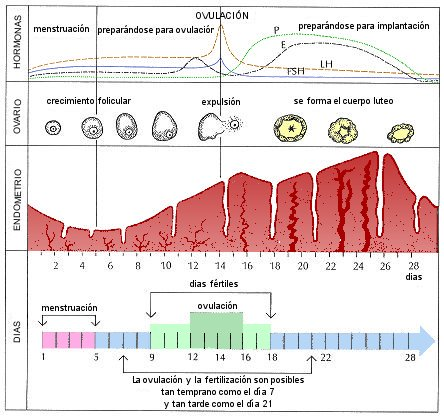 OVULACIÓN
menstruación
preparándose para ovulación
preparándose para implantación
HORMONAS
P
E
LH
FSH
OVARIO
crecimiento folicular
expulsión
se forma el cuerpo luteo
ENDOMETRIO
2 4 6 8 10 12 14 16 18 20 22 24 26 28
dias
dias fértiles
DIAS
menstruación
ovulación
1 5 9 12 14 16 18 28
La ovulación y la fertilización son posibles
tan temprano como el día 7
y tan tarde como el día 21